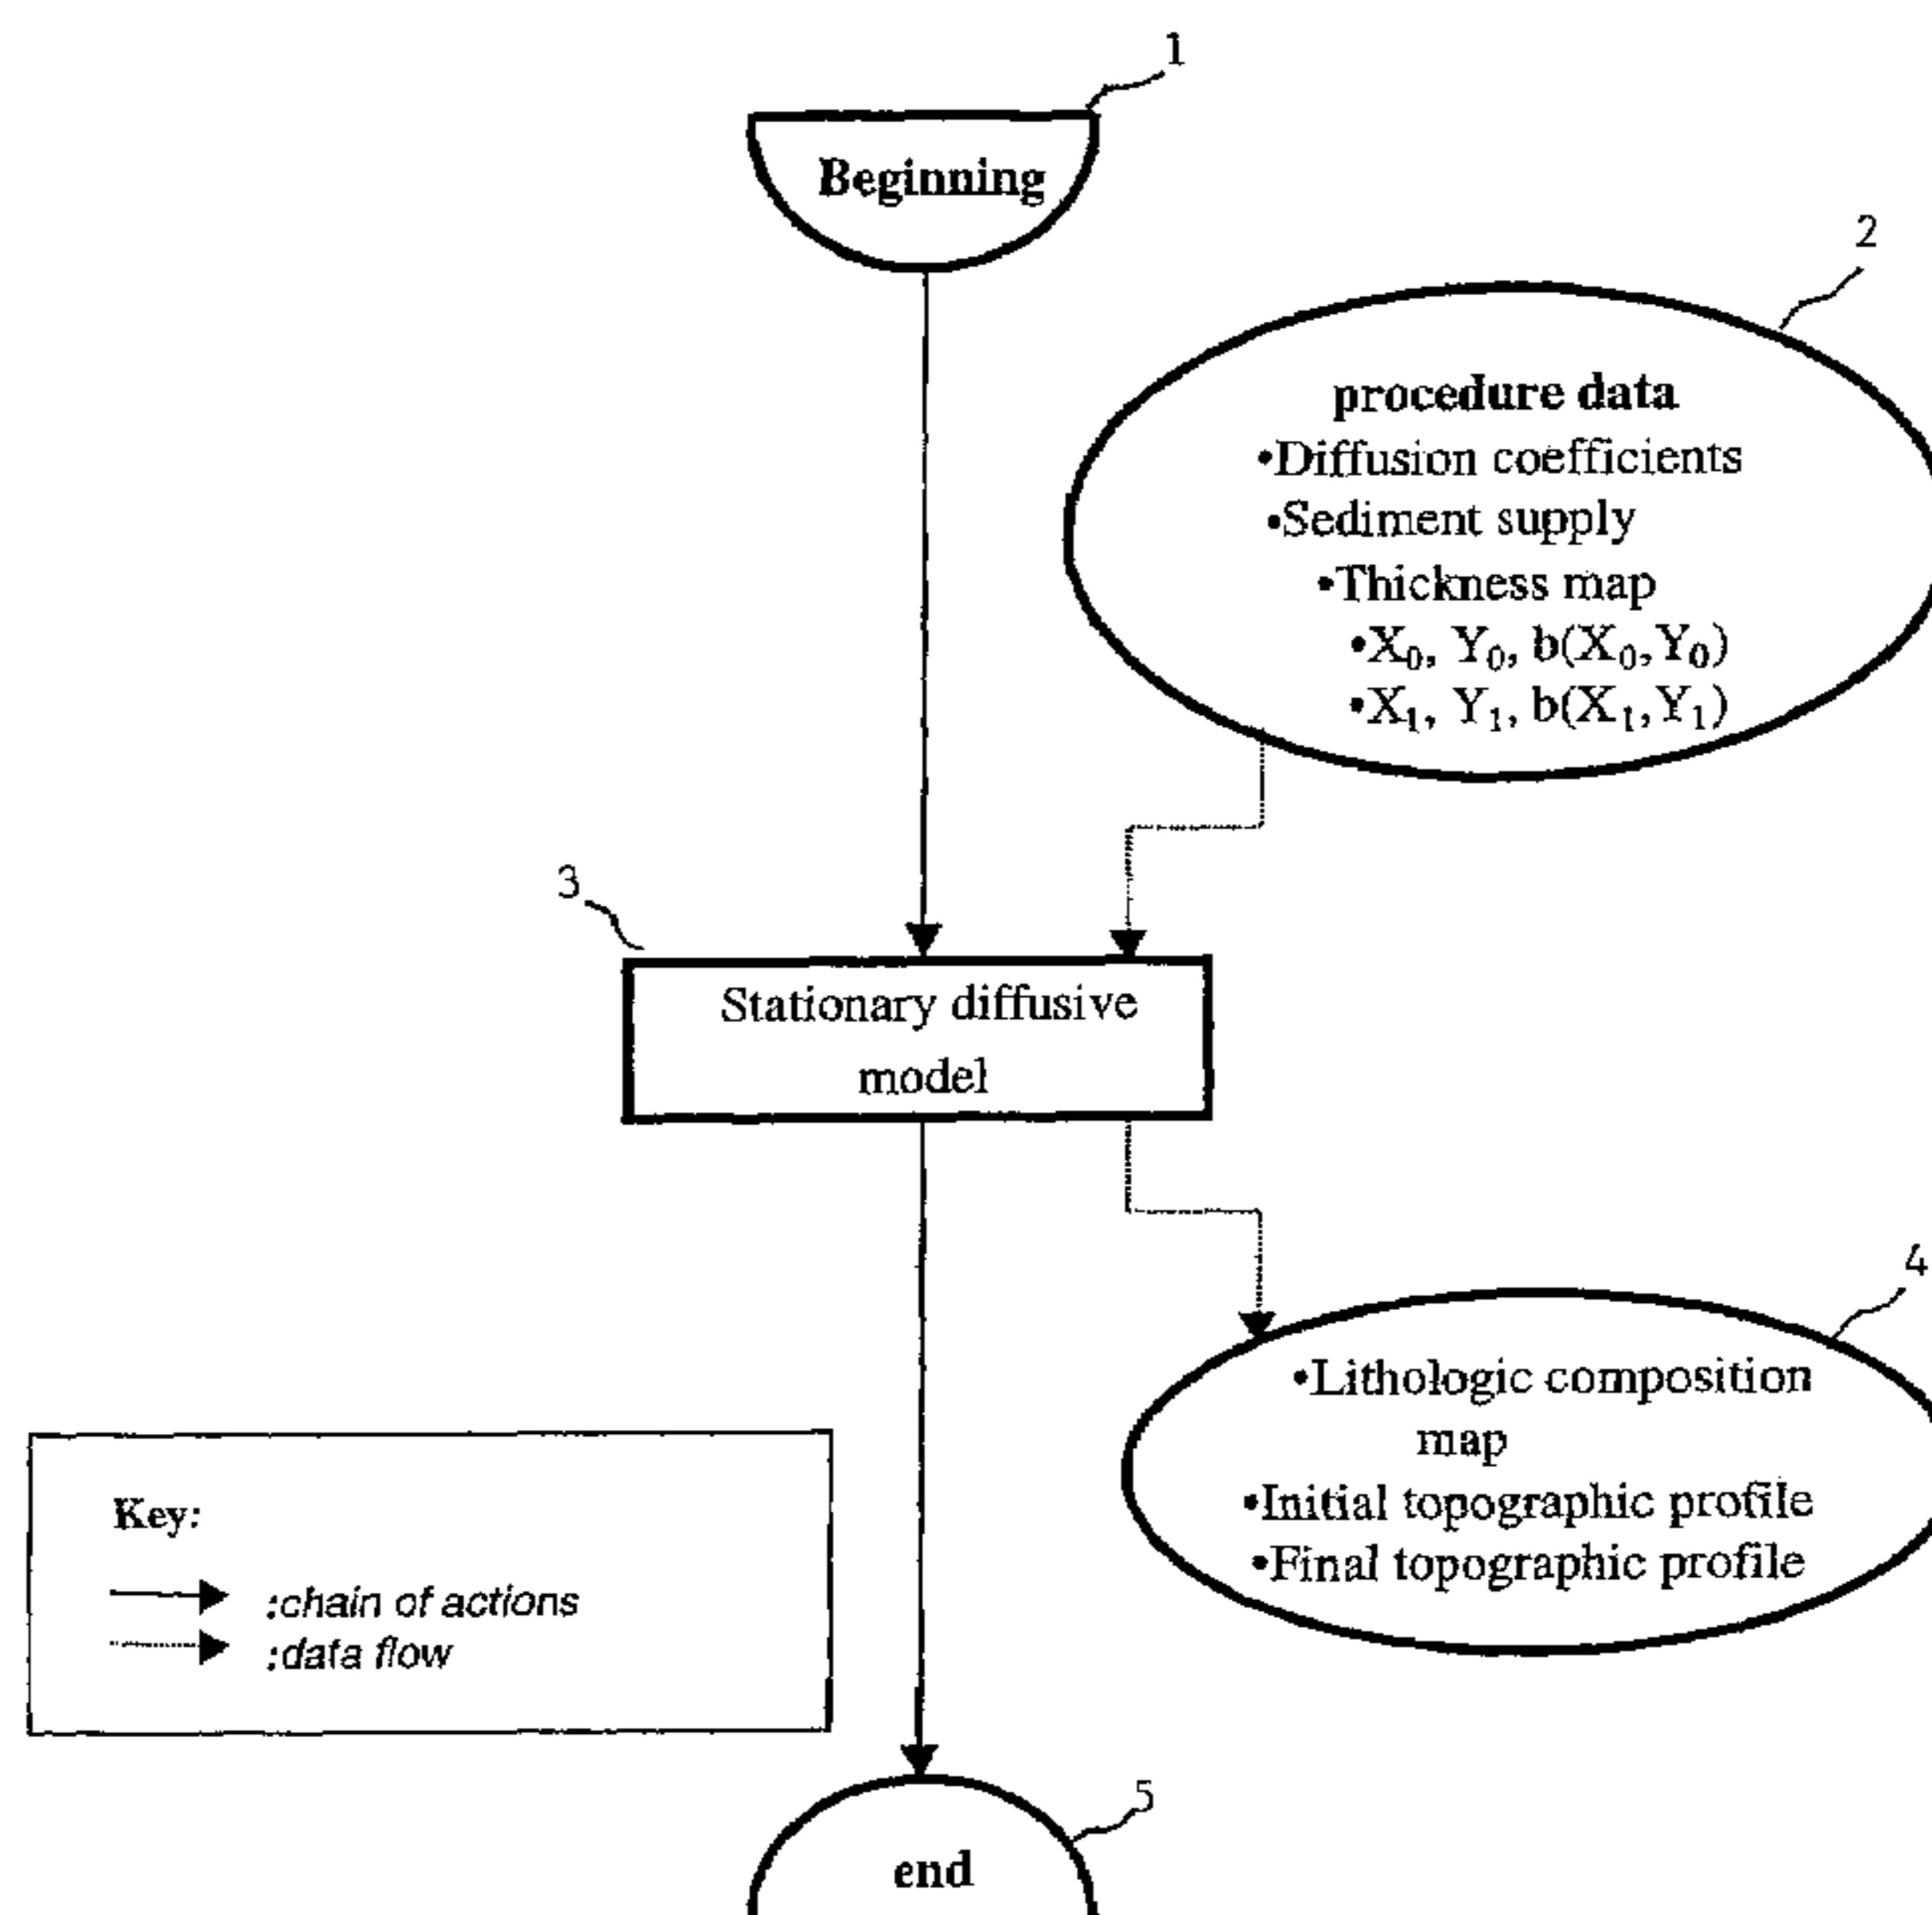 1
Beginning
2
procedure data
•Diffusion coefficients
•Sediment supply
•Thickness map
•X₀, Y₀, b(X₀,Y₀)
•X₁, Y₁, b(X₁,Y₁)
3
Stationary diffusive
model
4
•Lithologic composition
map
•Initial topographic profile
•Final topographic profile
Key:
:chain of actions
:data flow
5
end